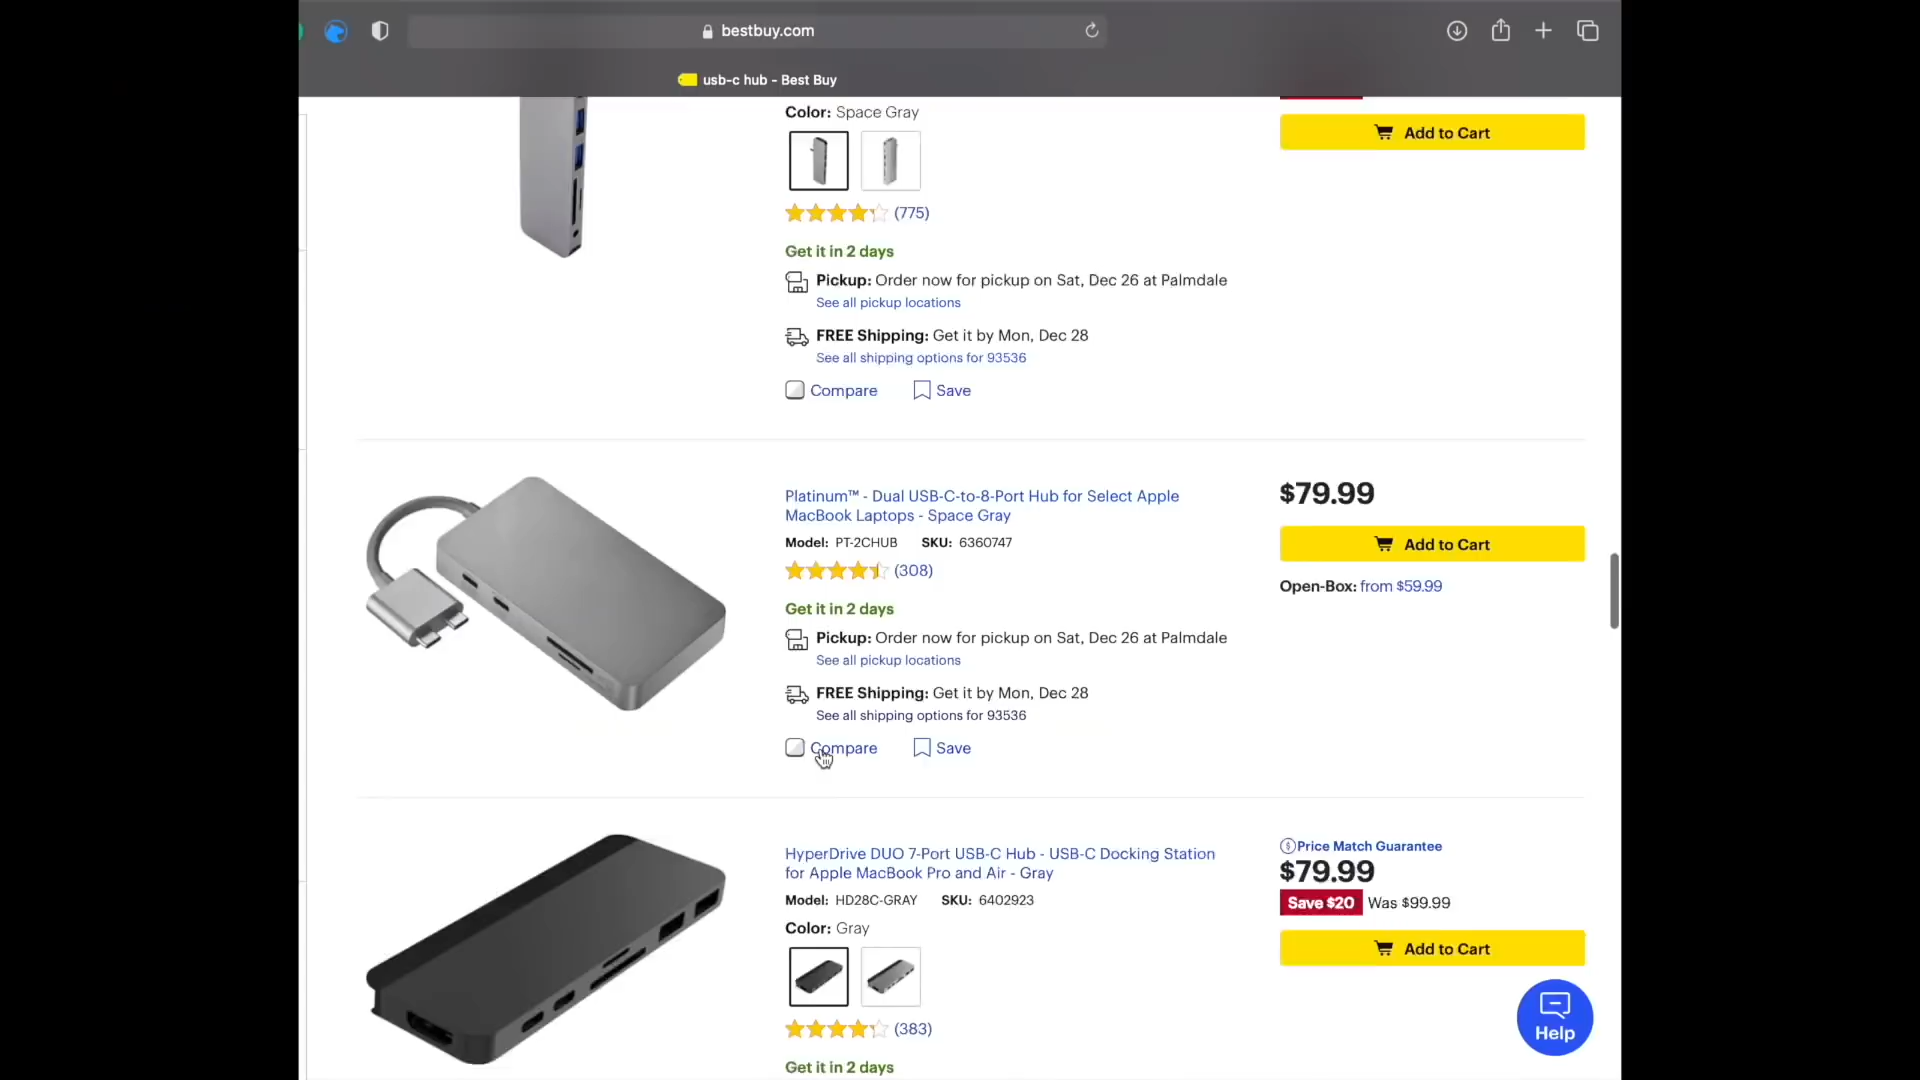 bestbuy.com
usb-c hub - Best Buy
Color: Space Gray
Add to Cart
(775)
Get it in 2 days
Pickup: Order now for pickup on Sat, Dec 26 at Palmdale
See all pickup locations
FREE Shipping: Get it by Mon, Dec 28
See all shipping options for 93536
Compare Save
Platinum™ - Dual USB-C-to-8-Port Hub for Select Apple
MacBook Laptops - Space Gray
Model: PT-2CHUB SKU: 6360747
(308)
$79.99
Add to Cart
Open-Box: from $59.99
Get it in 2 days
Pickup: Order now for pickup on Sat, Dec 26 at Palmdale
See all pickup locations
FREE Shipping: Get it by Mon, Dec 28
See all shipping options for 93536
Compare Save
HyperDrive DUO 7-Port USB-C Hub - USB-C Docking Station
for Apple MacBook Pro and Air - Gray
Model: HD28C-GRAY SKU: 6402923
Color: Gray
(383)
Get it in 2 days
Price Match Guarantee
$79.99
Save $20 Was $99.99
Add to Cart
Help